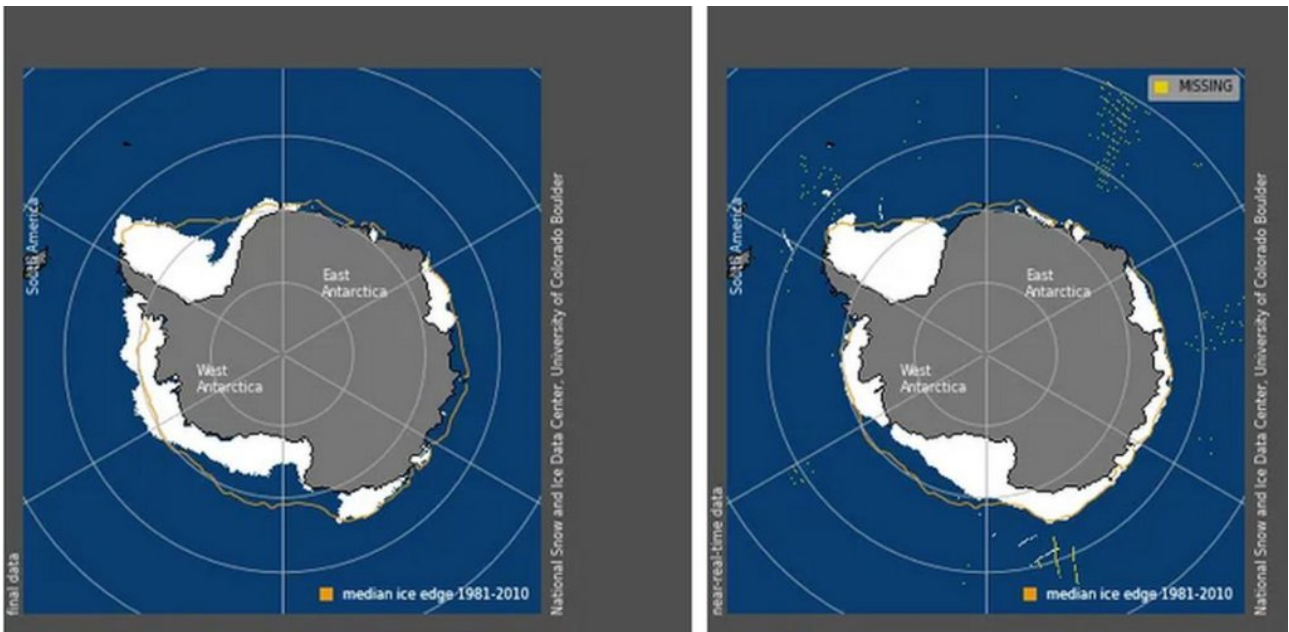 South America
East
Antarctica
West
Antarctica
final data
median ice edge 1981-2010
National Snow and Ice Data Center, University of Colorado Boulder
MISSING
South America
East
Antarctica
West
Antarctica
near-real-time data
median ice edge 1981-2010
National Snow and Ice Data Center, University of Colorado Boulder